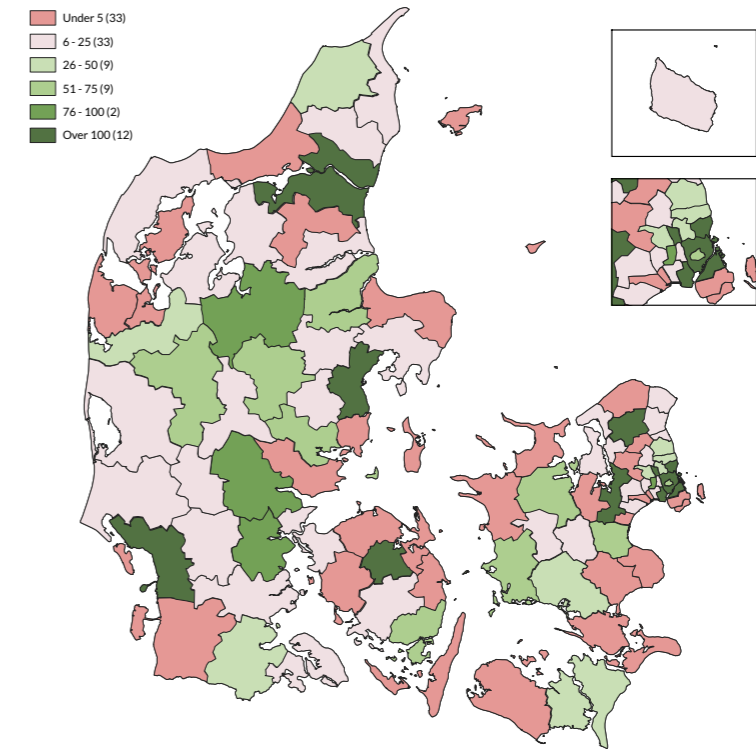 Under 5 (33)
6 - 25 (33)
26 - 50 (9)
51 - 75 (9)
76 - 100 (2)
Over 100 (12)